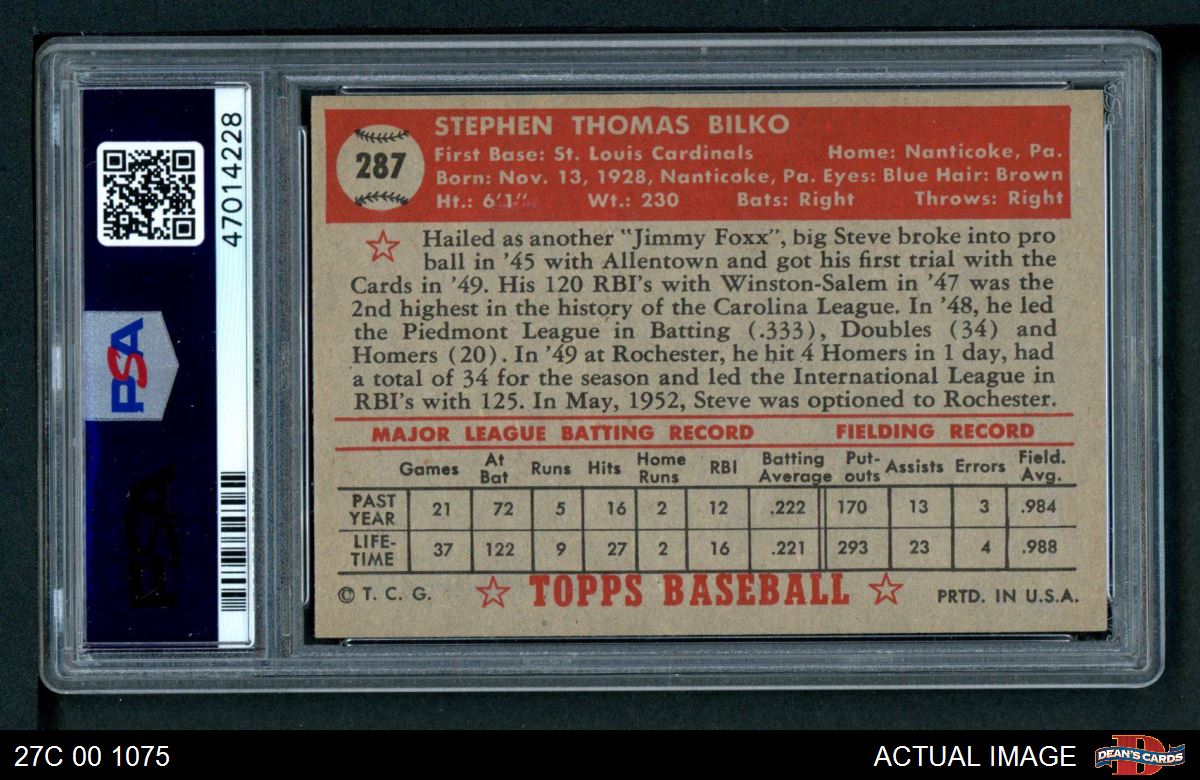 47014228
PSA
PSA
287
STEPHEN THOMAS BILKO
First Base: St. Louis Cardinals Home: Nanticoke, Pa.
Born: Nov. 13, 1928, Nanticoke, Pa. Eyes: Blue Hair: Brown
Ht.: 6'1" Wt.: 230 Bats: Right Throws: Right
Hailed as another "Jimmy Foxx", big Steve broke into pro
ball in '45 with Allentown and got his first trial with the
Cards in '49. His 120 RBI's with Winston-Salem in '47 was the
2nd highest in the history of the Carolina League. In '48, he led
the Piedmont League in Batting (.333), Doubles (34) and
Homers (20). In '49 at Rochester, he hit 4 Homers in 1 day, had
a total of 34 for the season and led the International League in
RBI's with 125. In May, 1952, Steve was optioned to Rochester.
MAJOR LEAGUE BATTING RECORD FIELDING RECORD
Games At Bat Runs Hits Home Runs RBI Batting Average Put-outs Assists Errors Field. Avg.
PAST YEAR 21 72 5 16 2 12 .222 170 13 3 .984
LIFE-TIME 37 122 9 27 2 16 .221 293 23 4 .988
© T. C. G. TOPPS BASEBALL PRTD. IN U.S.A.
27C 00 1075 ACTUAL IMAGE
D DEAN'S CARDS